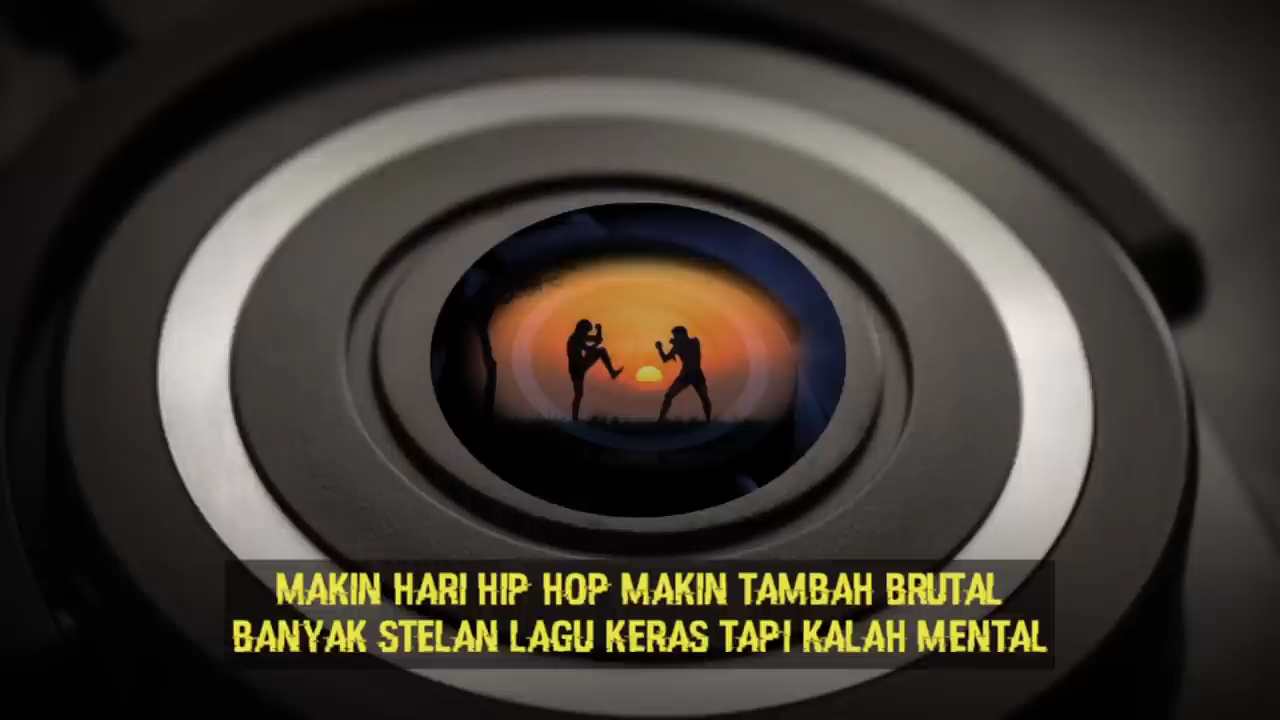 MAKIN HARI HIP HOP MAKIN TAMBAH BRUTAL
BANYAK STELAN LAGU KERAS TAPI KALAH MENTAL